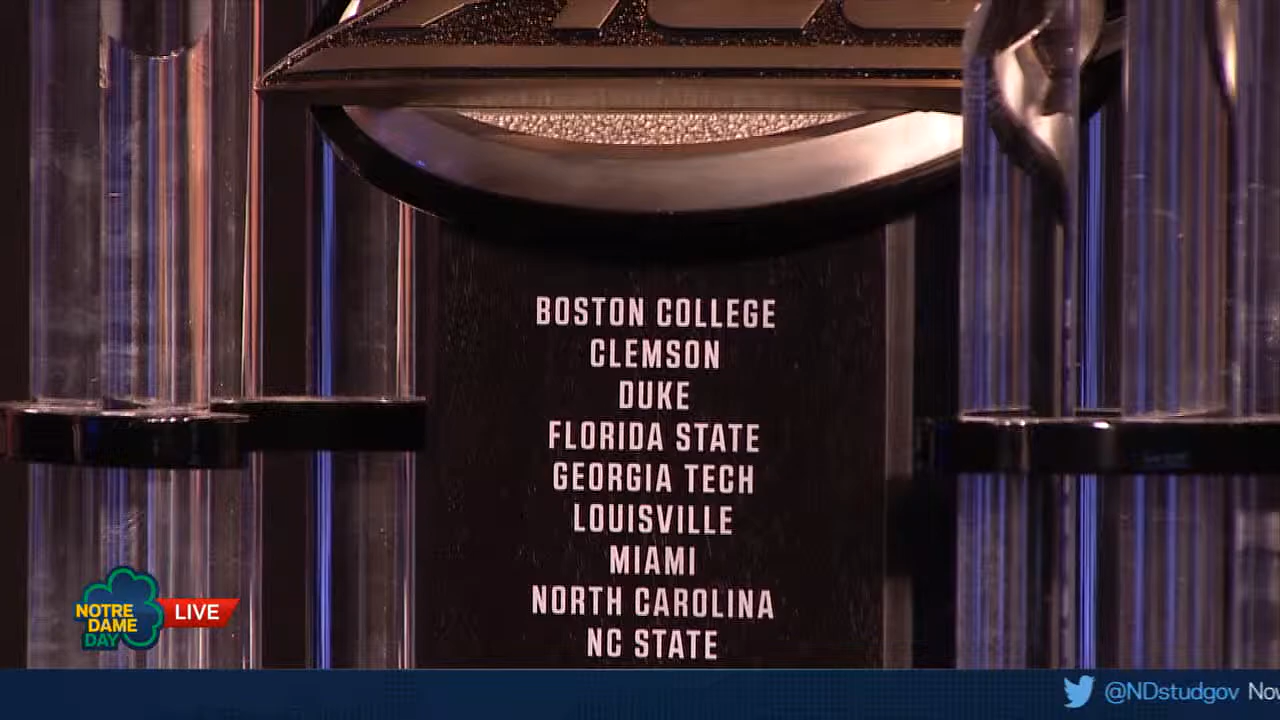 BOSTON COLLEGE
CLEMSON
DUKE
FLORIDA STATE
GEORGIA TECH
LOUISVILLE
MIAMI
NORTH CAROLINA
NC STATE
NOTRE
DAME
DAY
LIVE
@NDstudgov